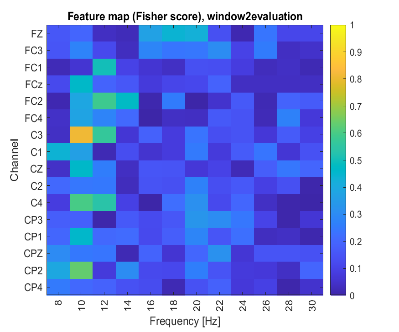 Feature map (Fisher score), window2evaluation
FZ
FC3
FC1
FCz
FC2
FC4
C3
C1
CZ
C2
C4
CP3
CP1
CPZ
CP2
CP4
Channel
8 10 12 14 16 18 20 22 24 26 28 30
Frequency [Hz]
1
0.9
0.8
0.7
0.6
0.5
0.4
0.3
0.2
0.1
0